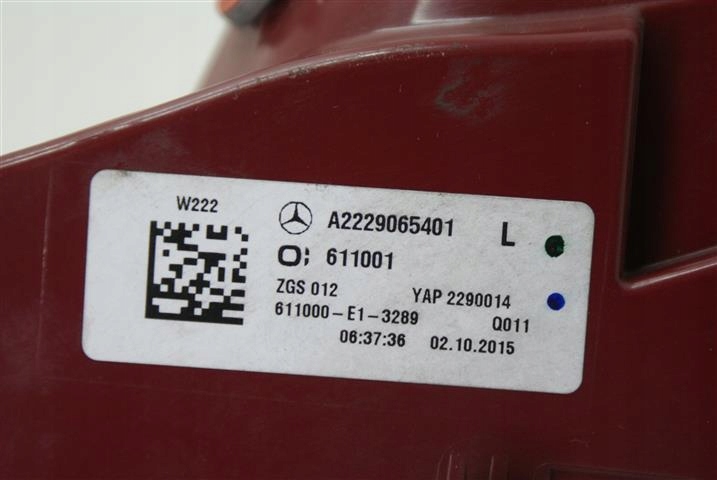 W222
A2229065401 L
611001
ZGS 012 YAP 2290014
611000-E1-3289 Q011
06:37:36 02.10.2015